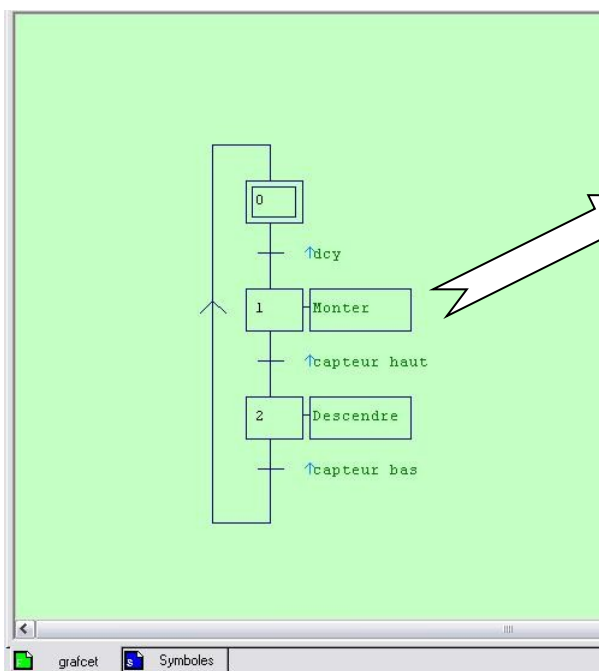 0
↑dcy
1 Monter
↑capteur haut
2 Descendre
↑capteur bas
grafcet Symboles